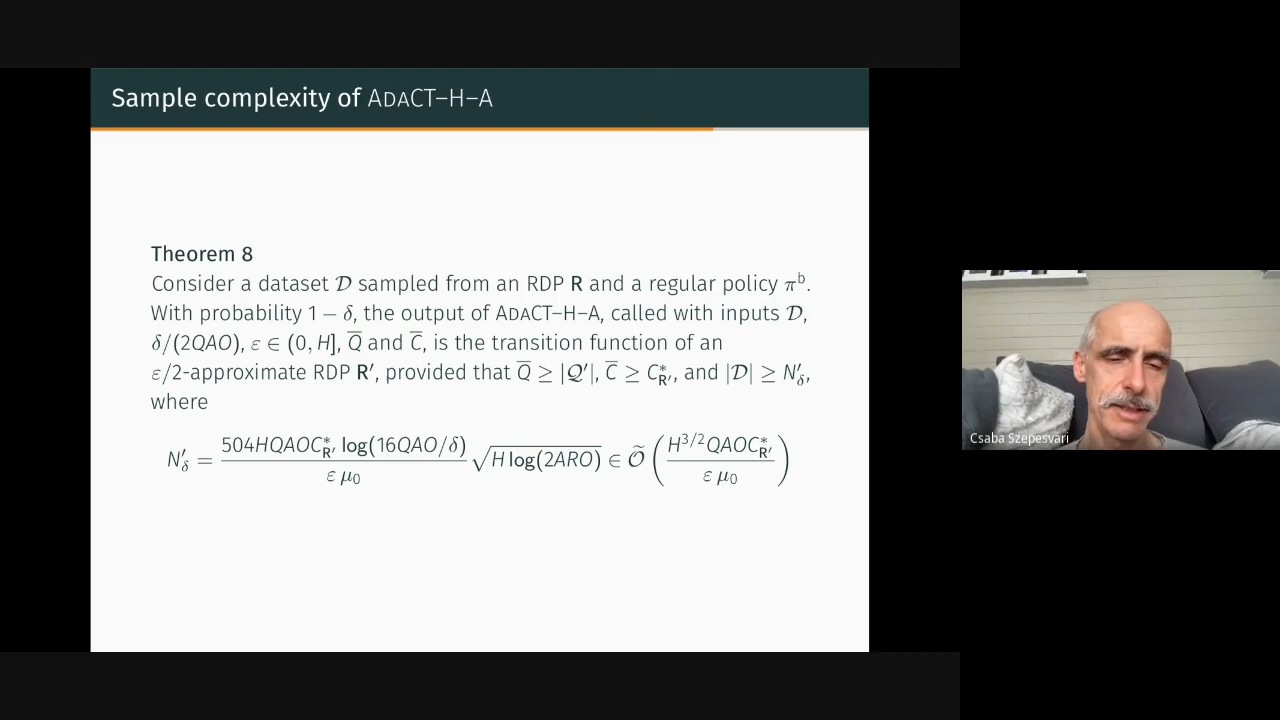 Sample complexity of ADACT–H–A
Theorem 8
Consider a dataset 𝒟 sampled from an RDP R and a regular policy πᵇ.
With probability 1 − δ, the output of ADACT–H–A, called with inputs 𝒟,
δ/(2QAO), ε ∈ (0, H], Q̅ and C̅, is the transition function of an
ε/2-approximate RDP R′, provided that Q̅ ≥ |𝒬′|, C̅ ≥ C*_R′, and |𝒟| ≥ N′_δ,
where
N′_δ = 504HQAOC*_R′ log(16QAO/δ) / (ε μ₀) √(H log(2ARO)) ∈ 𝒪̃ (H^{3/2}QAOC*_R′ / (ε μ₀))
Csaba Szepesvari